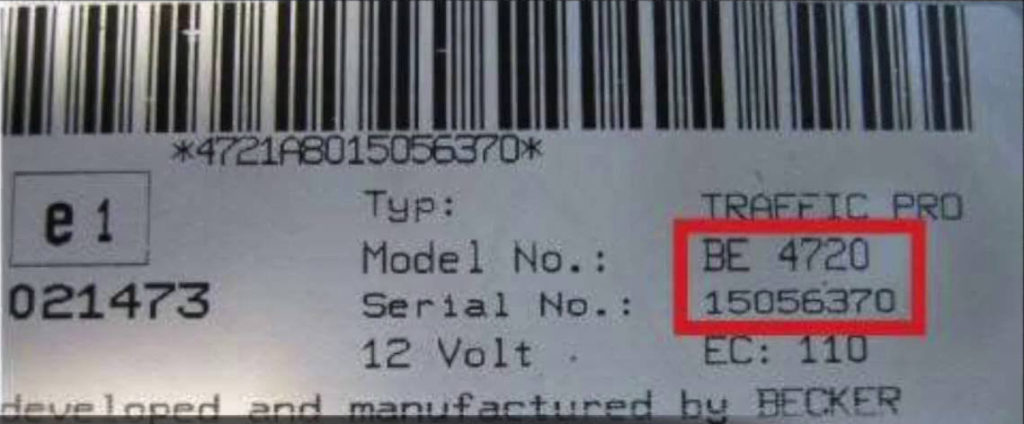 *4721A8015056370*
e1
Typ: TRAFFIC PRO
Model No.: BE 4720
021473
Serial No.: 15056370
12 Volt EC: 110
developed and manufactured by BECKER